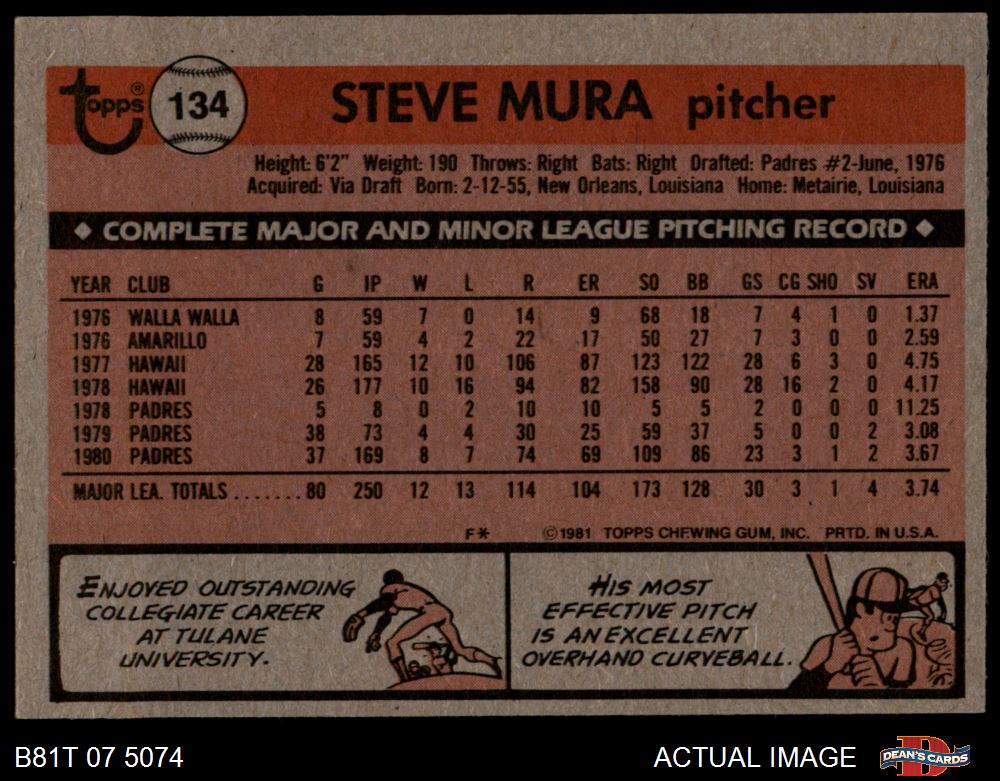 topps® 134 STEVE MURA pitcher
Height: 6'2" Weight: 190 Throws: Right Bats: Right Drafted: Padres #2-June, 1976
Acquired: Via Draft Born: 2-12-55, New Orleans, Louisiana Home: Metairie, Louisiana
◆ COMPLETE MAJOR AND MINOR LEAGUE PITCHING RECORD ◆
YEAR CLUB G IP W L R ER SO BB GS CG SHO SV ERA
1976 WALLA WALLA 8 59 7 0 14 9 68 18 7 4 1 0 1.37
1976 AMARILLO 7 59 4 2 22 17 50 27 7 3 0 0 2.59
1977 HAWAII 28 165 12 10 106 87 123 122 28 6 3 0 4.75
1978 HAWAII 26 177 10 16 94 82 158 90 28 16 2 0 4.17
1978 PADRES 5 8 0 2 10 10 5 5 2 0 0 0 11.25
1979 PADRES 38 73 4 4 30 25 59 37 5 0 0 2 3.08
1980 PADRES 37 169 8 7 74 69 109 86 23 3 1 2 3.67
MAJOR LEA. TOTALS.......80 250 12 13 114 104 173 128 30 3 1 4 3.74
F* ©1981 TOPPS CHEWING GUM, INC. PRTD. IN U.S.A.
ENJOYED OUTSTANDING
COLLEGIATE CAREER
AT TULANE
UNIVERSITY.
HIS MOST
EFFECTIVE PITCH
IS AN EXCELLENT
OVERHAND CURVEBALL.
B81T 07 5074 ACTUAL IMAGE DEAN'S CARDS